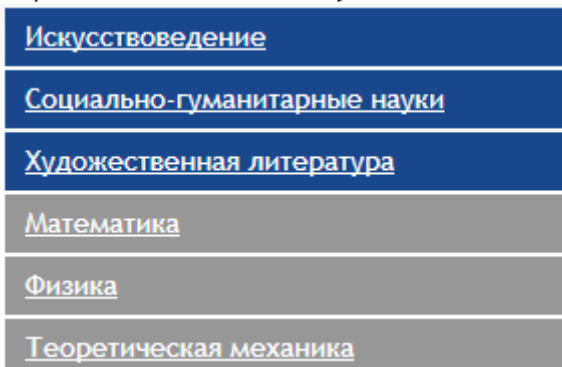 Искусствоведение
Социально-гуманитарные науки
Художественная литература
Математика
Физика
Теоретическая механика